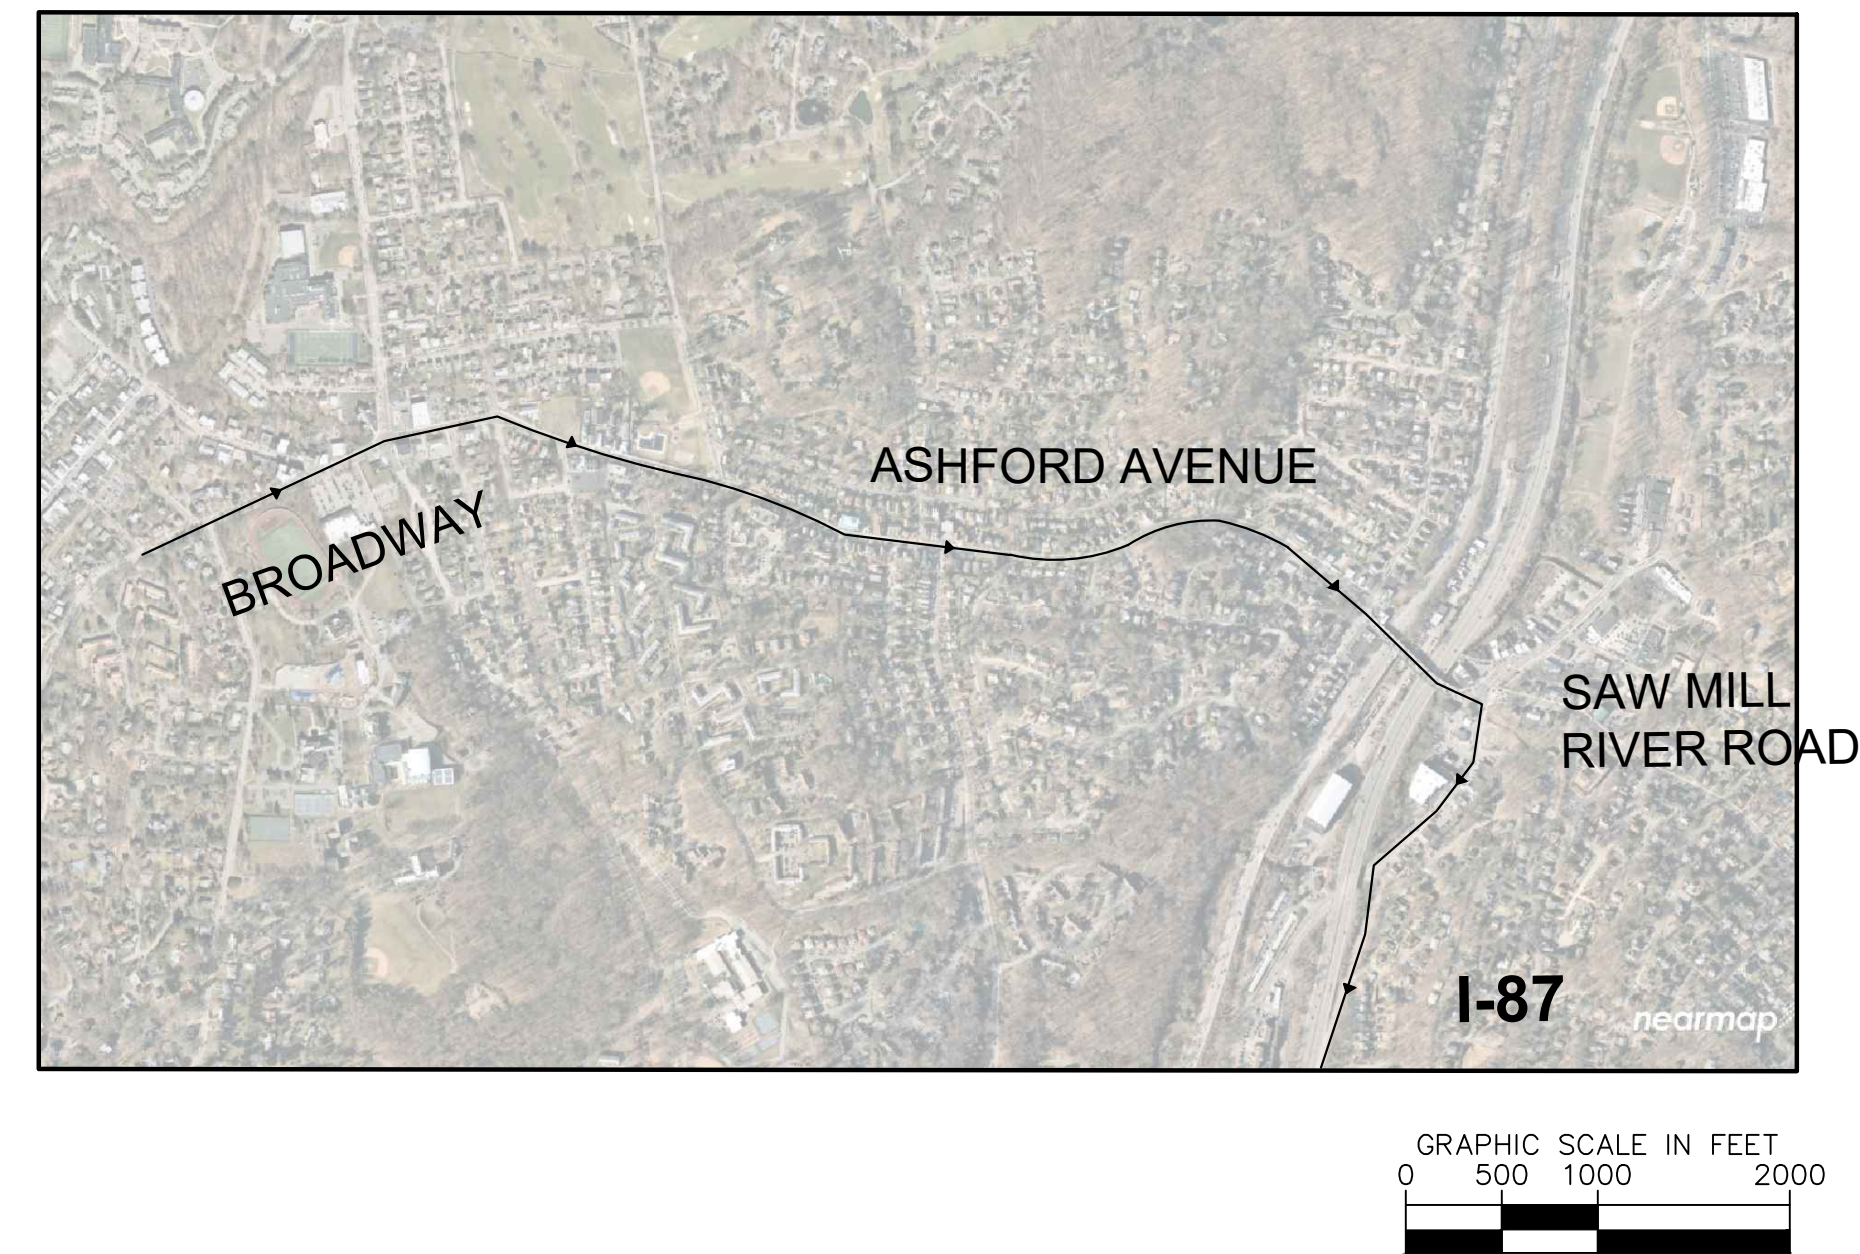 ASHFORD AVENUE
BROADWAY
SAW MILL
RIVER ROAD
I-87
nearmap
GRAPHIC SCALE IN FEET
0 500 1000 2000